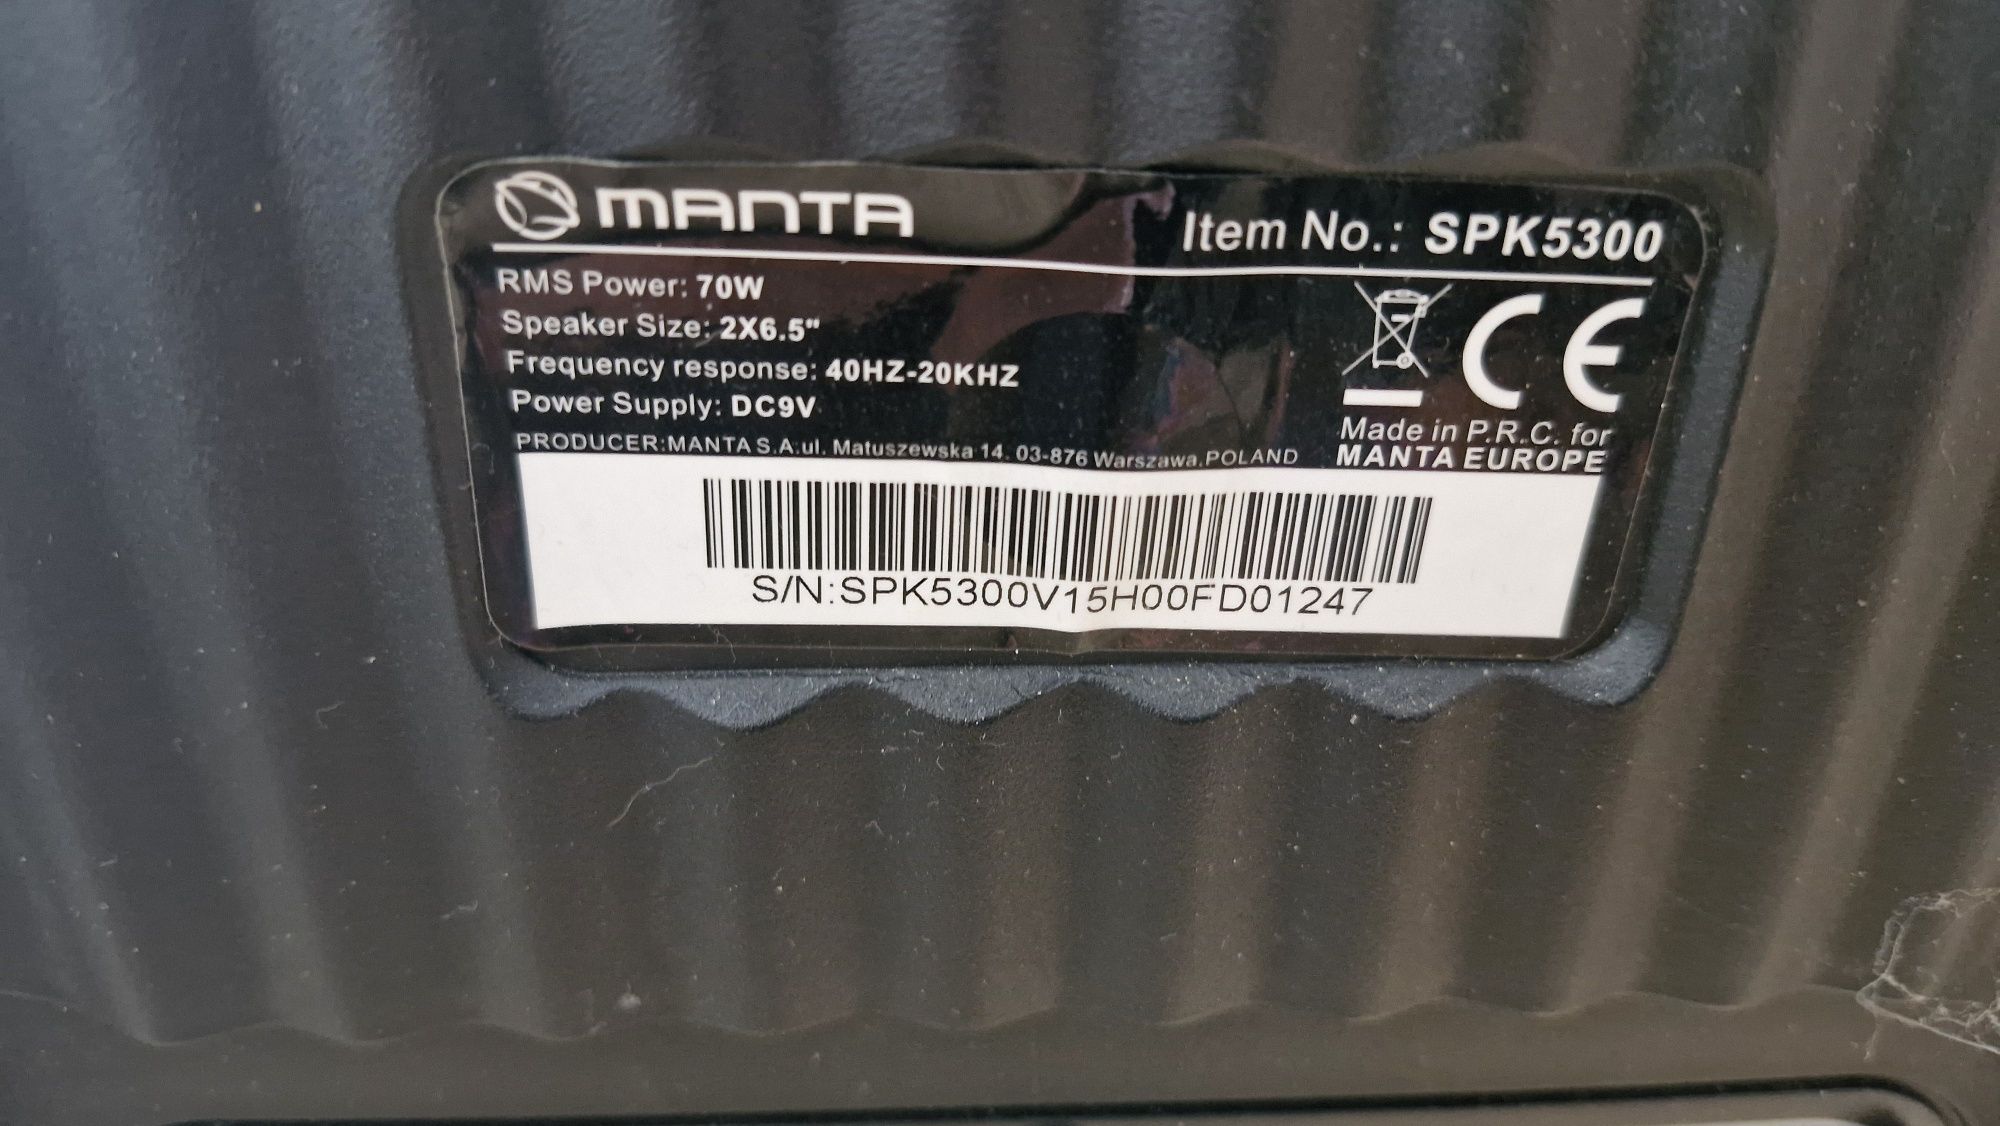 MANTA
Item No.: SPK5300
RMS Power: 70W
Speaker Size: 2X6.5"
Frequency response: 40HZ-20KHZ
Power Supply: DC9V
PRODUCER:MANTA S.A.ul. Matuszewska 14. 03-876 Warszawa.POLAND
CE
Made in P.R.C. for
MANTA EUROPE
S/N:SPK5300V15H00FD01247